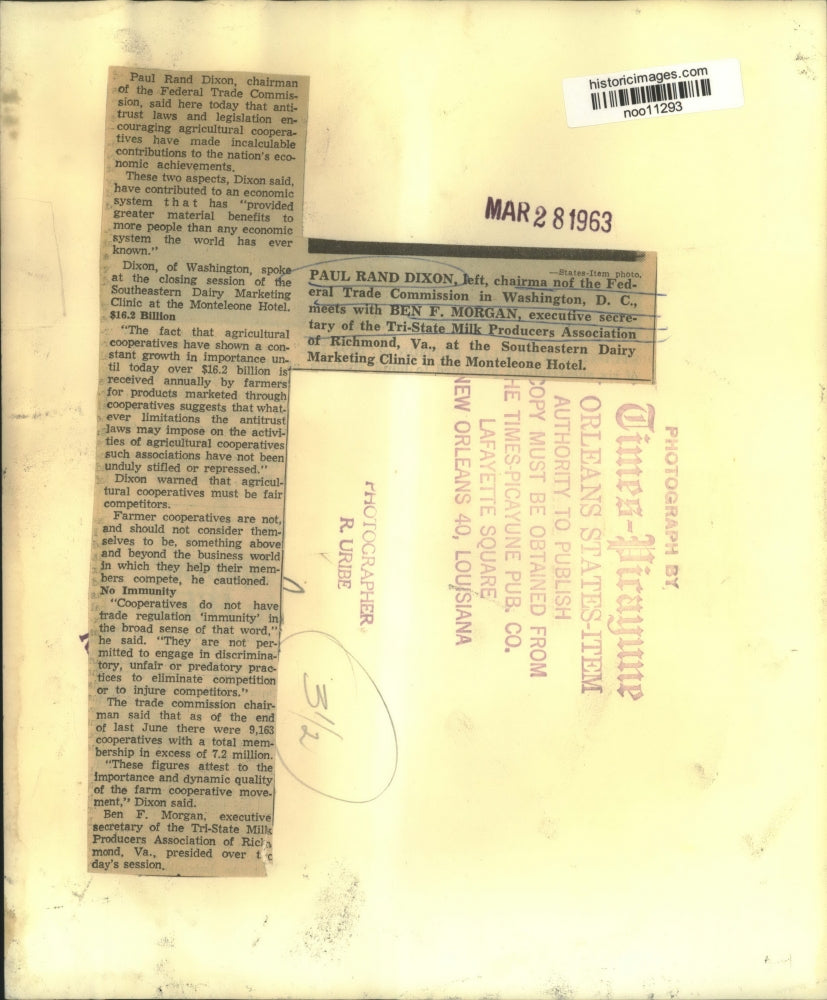 historicimages.com
noo11293
MAR 28 1963
Paul Rand Dixon, chairman
of the Federal Trade Commis-
sion, said here today that anti-
trust laws and legislation en-
couraging agricultural coopera-
tives have made incalculable
contributions to the nation's eco-
nomic achievements.
These two aspects, Dixon said,
have contributed to an economic
system that has "provided
greater material benefits to
more people than any economic
system the world has ever
known."
Dixon, of Washington, spoke
at the closing session of the
Southeastern Dairy Marketing
Clinic at the Monteleone Hotel.
$16.2 Billion
"The fact that agricultural
cooperatives have shown a con-
stant growth in importance un-
til today over $16.2 billion is
received annually by farmers
for products marketed through
cooperatives suggests that what-
ever limitations the antitrust
laws may impose on the activi-
ties of agricultural cooperatives
such associations have not been
unduly stifled or repressed."
Dixon warned that agricul-
tural cooperatives must be fair
competitors.
Farmer cooperatives are not,
and should not consider them-
selves to be, something above
and beyond the business world
in which they help their mem-
bers compete, he cautioned.
No Immunity
"Cooperatives do not have
trade regulation 'immunity' in
the broad sense of that word,"
he said. "They are not per-
mitted to engage in discrimina-
tory, unfair or predatory prac-
tices to eliminate competition
or to injure competitors."
The trade commission chair-
man said that as of the end
of last June there were 9,163
cooperatives with a total mem-
bership in excess of 7.2 million.
"These figures attest to the
importance and dynamic quality
of the farm cooperative move-
ment," Dixon said.
Ben F. Morgan, executive
secretary of the Tri-State Milk
Producers Association of Rich
mond, Va., presided over
day's session.
—States-Item photo.
PAUL RAND DIXON, left, chairma nof the Fed-
eral Trade Commission in Washington, D. C.,
meets with BEN F. MORGAN, executive secre-
tary of the Tri-State Milk Producers Association
of Richmond, Va., at the Southeastern Dairy
Marketing Clinic in the Monteleone Hotel.
PHOTOGRAPH BY
Times-Picayune
ORLEANS STATES-ITEM
AUTHORITY TO PUBLISH
COPY MUST BE OBTAINED FROM
HE TIMES-PICAYUNE PUB. CO.
LAFAYETTE SQUARE
NEW ORLEANS 40, LOUISIANA
PHOTOGRAPHER
R. URIBE
3 1/2